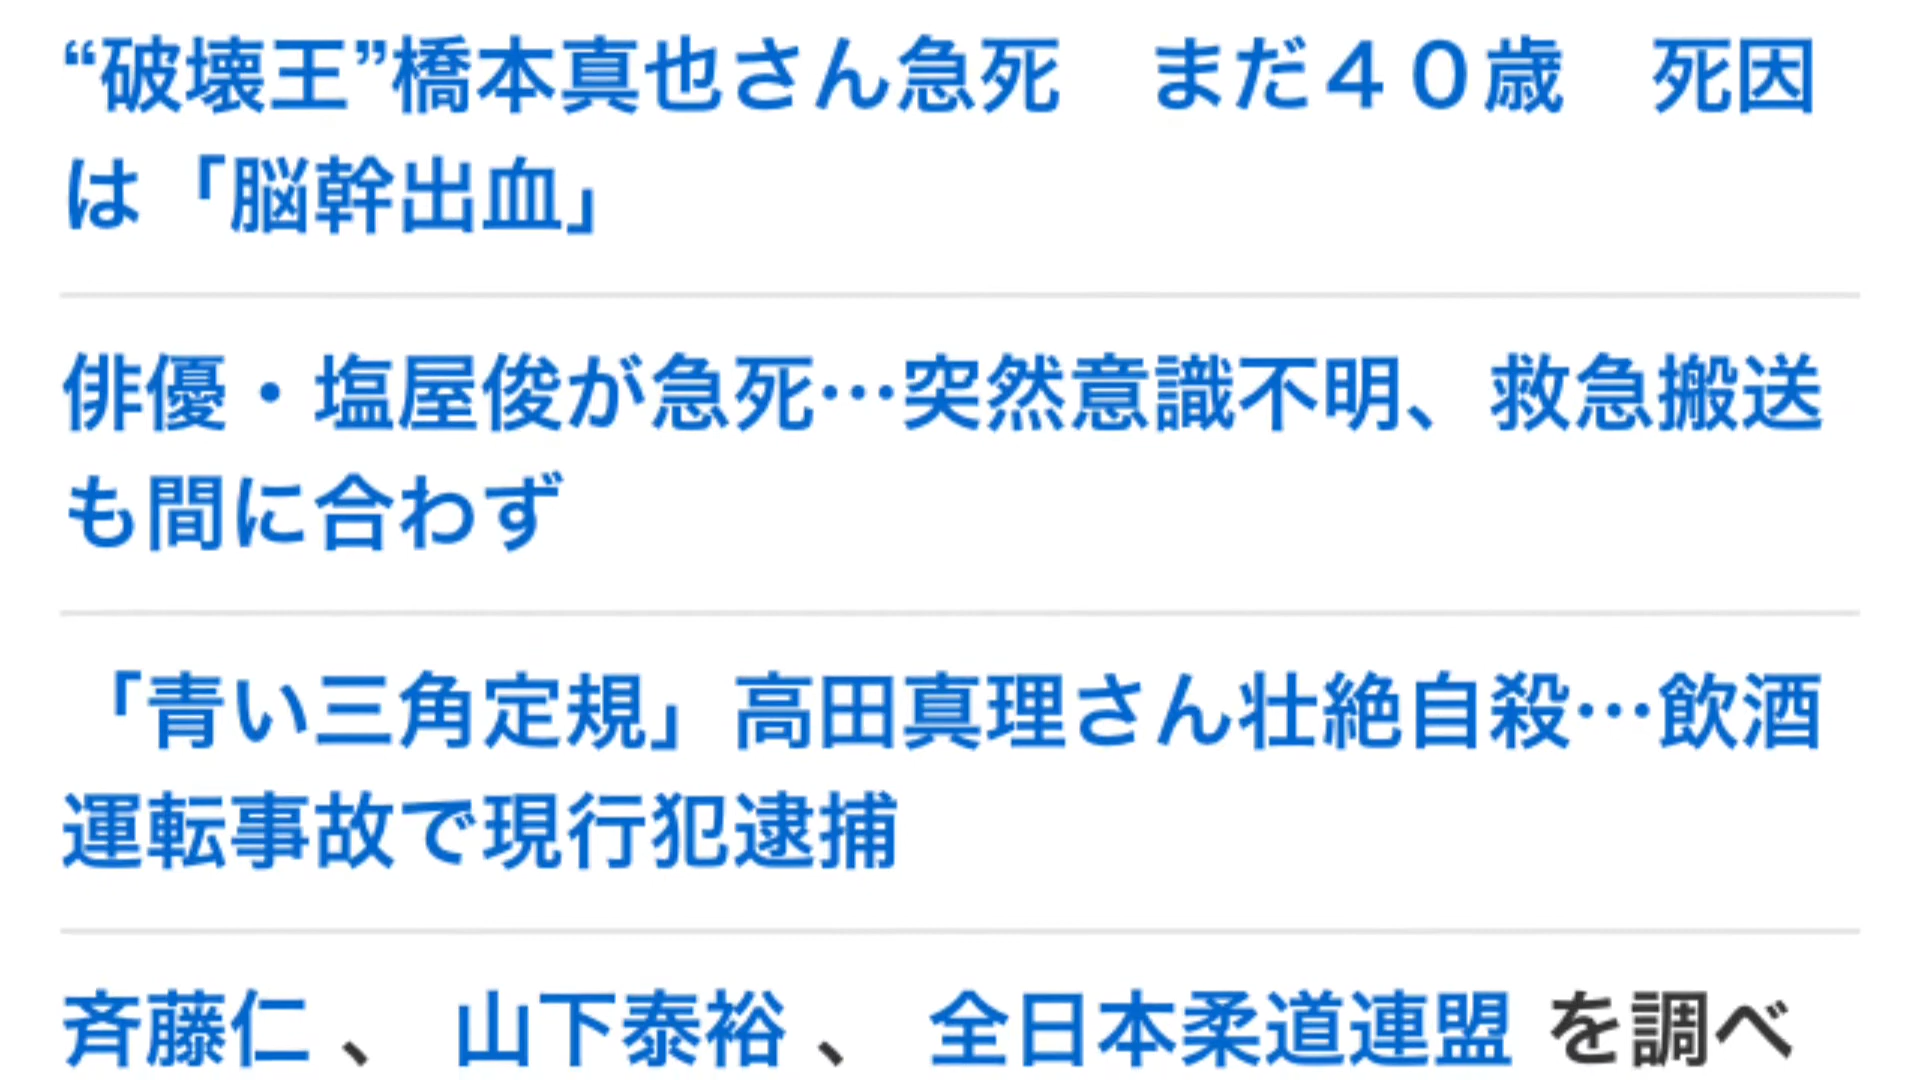 “破壊王”橋本真也さん急死　まだ４０歳　死因
は「脳幹出血」
俳優・塩屋俊が急死…突然意識不明、救急搬送
も間に合わず
「青い三角定規」高田真理さん壮絶自殺…飲酒
運転事故で現行犯逮捕
斉藤仁 、 山下泰裕 、 全日本柔道連盟 を調べ